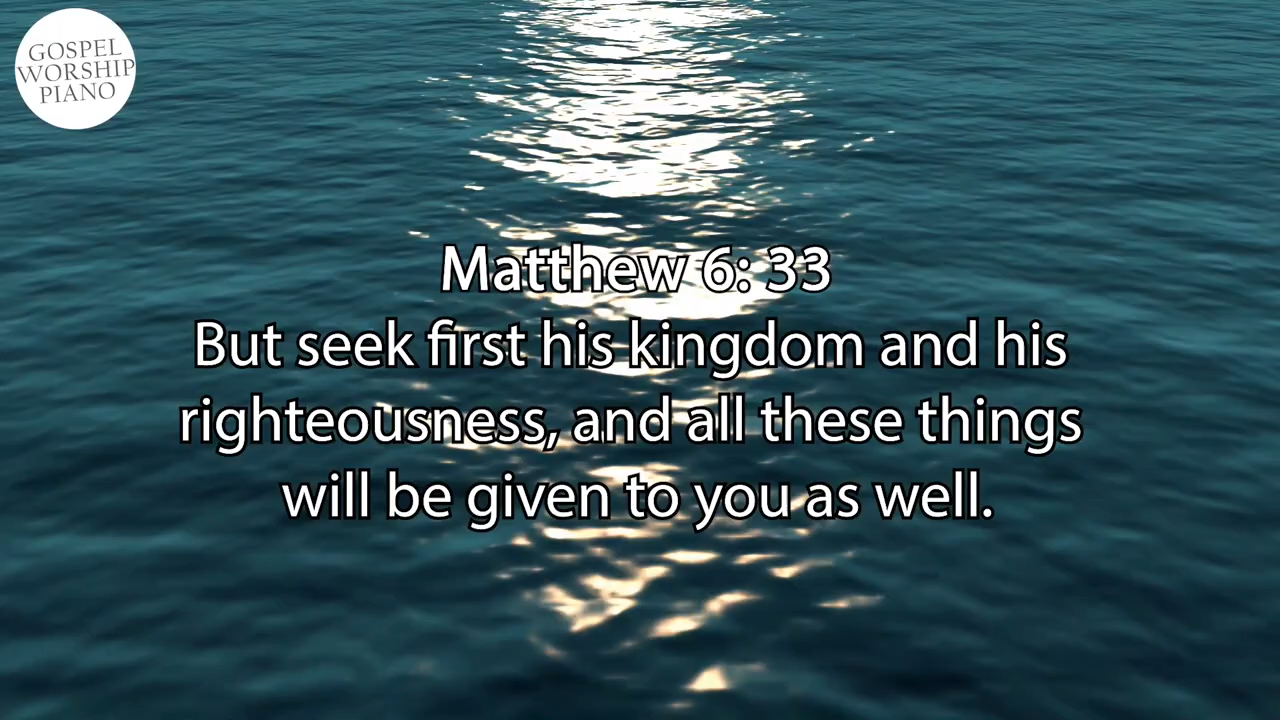 GOSPEL
WORSHIP
PIANO
Matthew 6: 33
But seek first his kingdom and his
righteousness, and all these things
will be given to you as well.